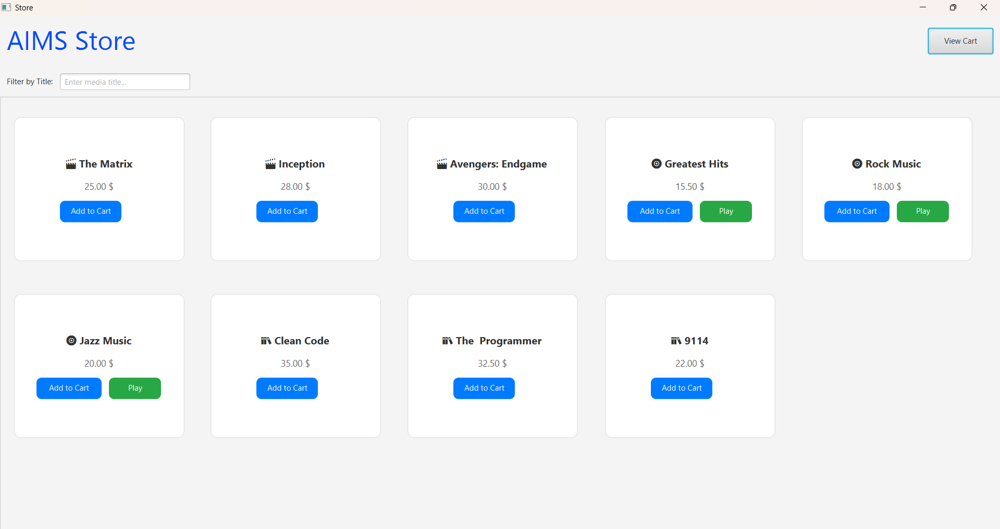 Store
AIMS Store
View Cart
Filter by Title:
Enter media title...
🎬 The Matrix
25.00 $
Add to Cart
🎬 Inception
28.00 $
Add to Cart
🎬 Avengers: Endgame
30.00 $
Add to Cart
Greatest Hits
15.50 $
Add to Cart Play
Rock Music
18.00 $
Add to Cart Play
Jazz Music
20.00 $
Add to Cart Play
Clean Code
35.00 $
Add to Cart
The  Programmer
32.50 $
Add to Cart
9114
22.00 $
Add to Cart